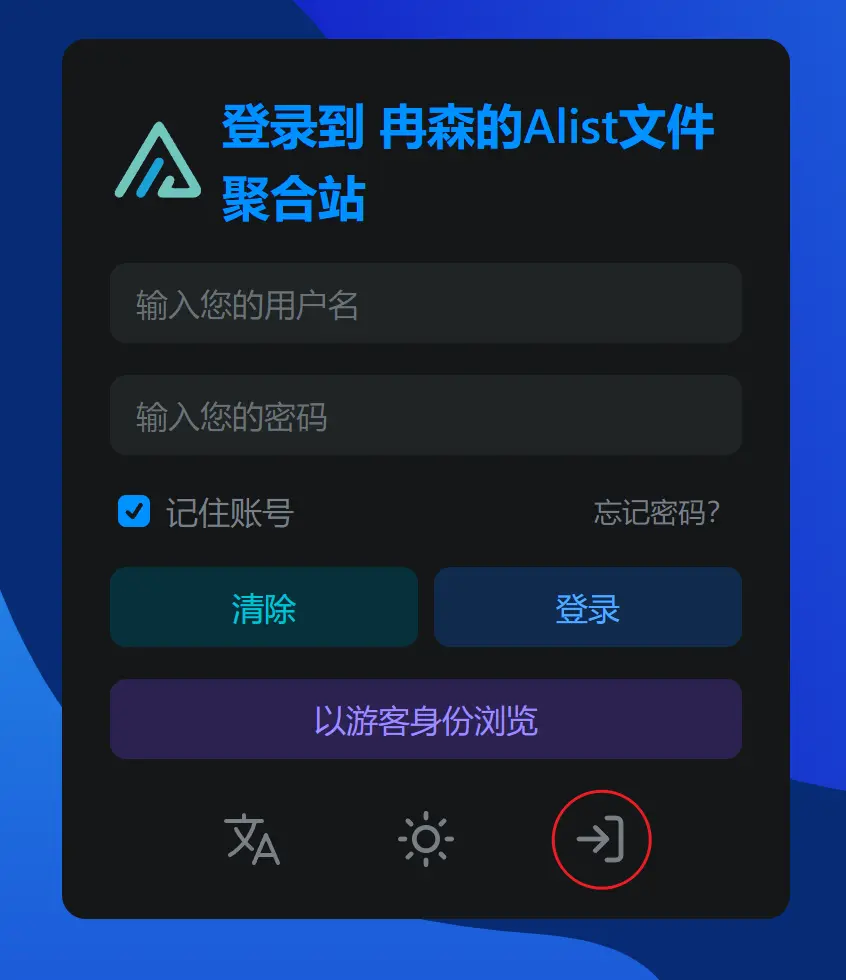 登录到 冉森的Alist文件
聚合站
输入您的用户名
输入您的密码
记住账号
忘记密码？
清除
登录
以游客身份浏览